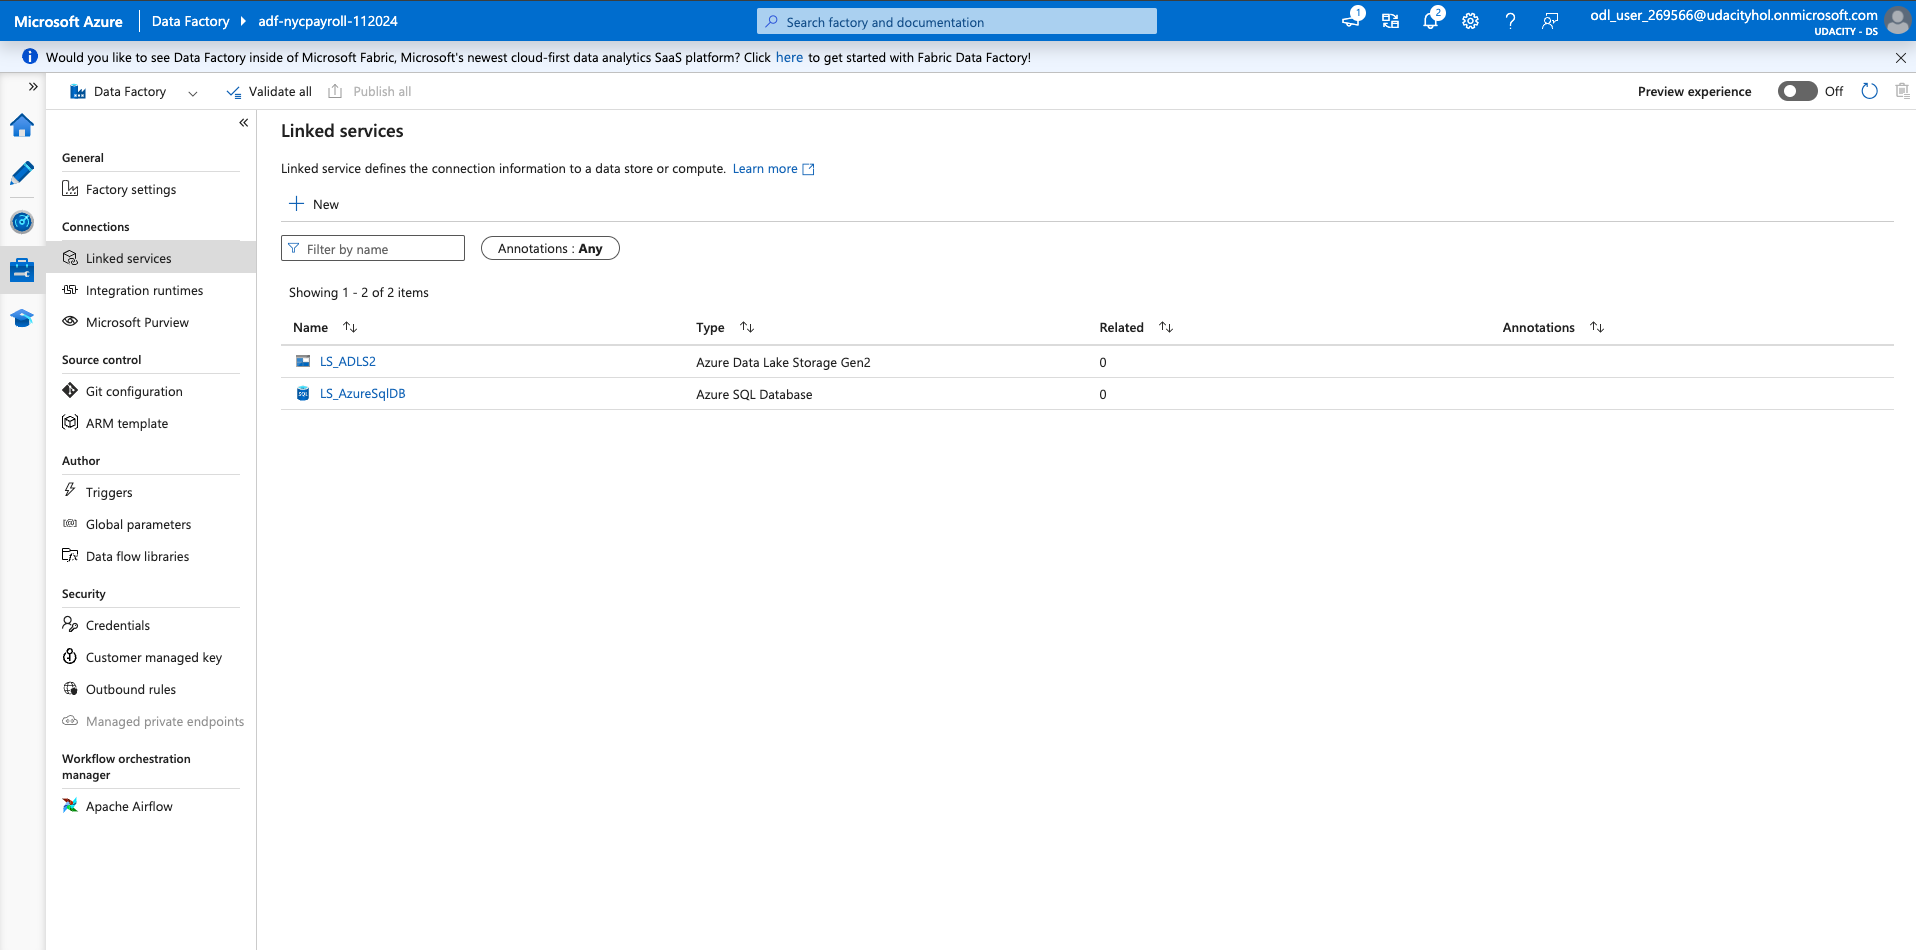 Microsoft Azure
Data Factory
adf-nycpayroll-112024
Search factory and documentation
1
2
odl_user_269566@udacityhol.onmicrosoft.com
UDACITY - DS
Would you like to see Data Factory inside of Microsoft Fabric, Microsoft's newest cloud-first data analytics SaaS platform? Click here to get started with Fabric Data Factory!
Data Factory
Validate all
Publish all
Preview experience
Off
General
Factory settings
Connections
Linked services
Integration runtimes
Microsoft Purview
Source control
Git configuration
ARM template
Author
Triggers
Global parameters
Data flow libraries
Security
Credentials
Customer managed key
Outbound rules
Managed private endpoints
Workflow orchestration
manager
Apache Airflow
Linked services
Linked service defines the connection information to a data store or compute. Learn more
New
Filter by name
Annotations : Any
Showing 1 - 2 of 2 items
Name Type Related Annotations
LS_ADLS2 Azure Data Lake Storage Gen2 0
LS_AzureSqlDB Azure SQL Database 0